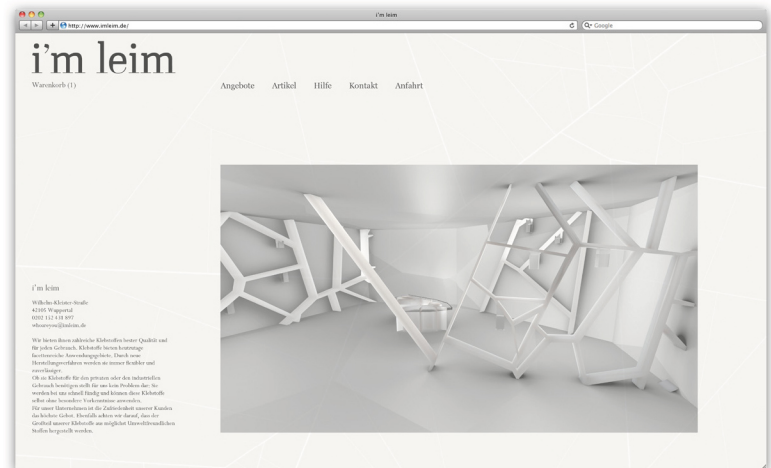 i'm leim
http://www.imleim.de/
Google
i'm leim
Warenkorb (1)
Angebote Artikel Hilfe Kontakt Anfahrt
i'm leim
Wilhelm-Kleister-Straße
42105 Wuppertal
0202 112 418 897
whoareyou@imleim.de
Wir bieten Ihnen zahlreiche Klebstoffen bester Qualität und
für jeden Gebrauch. Klebstoffe bieten heutzutage
facettenreiche Anwendungsgebiete. Durch neue
Herstellungsverfahren werden sie immer flexibler und
zuverlässiger.
Ob sie Klebstoffe für den privaten oder den industriellen
Gebrauch benötigen stellt für uns kein Problem dar: Sie
werden bei uns schnell fündig und können diese Klebstoffe
selbst ohne besondere Vorkenntnisse anwenden.
Für unser Unternehmen ist die Zufriedenheit unserer Kunden
das höchste Gebot. Ebenfalls achten wir darauf, dass der
Großteil unserer Klebstoffe aus möglichst Umweltfreundlichen
Stoffen hergestellt werden.